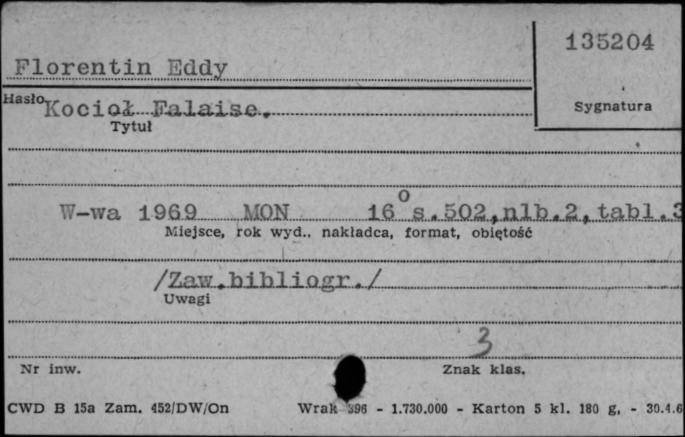 135204
Florentin Eddy
Hasło Kocioł Falaise.
Sygnatura
Tytuł
W-wa 1969 MON 16° s.502,nlb.2,tabl.3
Miejsce, rok wyd., nakładca, format, obiętość
/Zaw.bibliogr./
Uwagi
3
Nr inw. Znak klas.
CWD B 15a Zam. 452/DW/On Wrak 396 - 1.730.000 - Karton 5 kl. 180 g, - 30.4.6